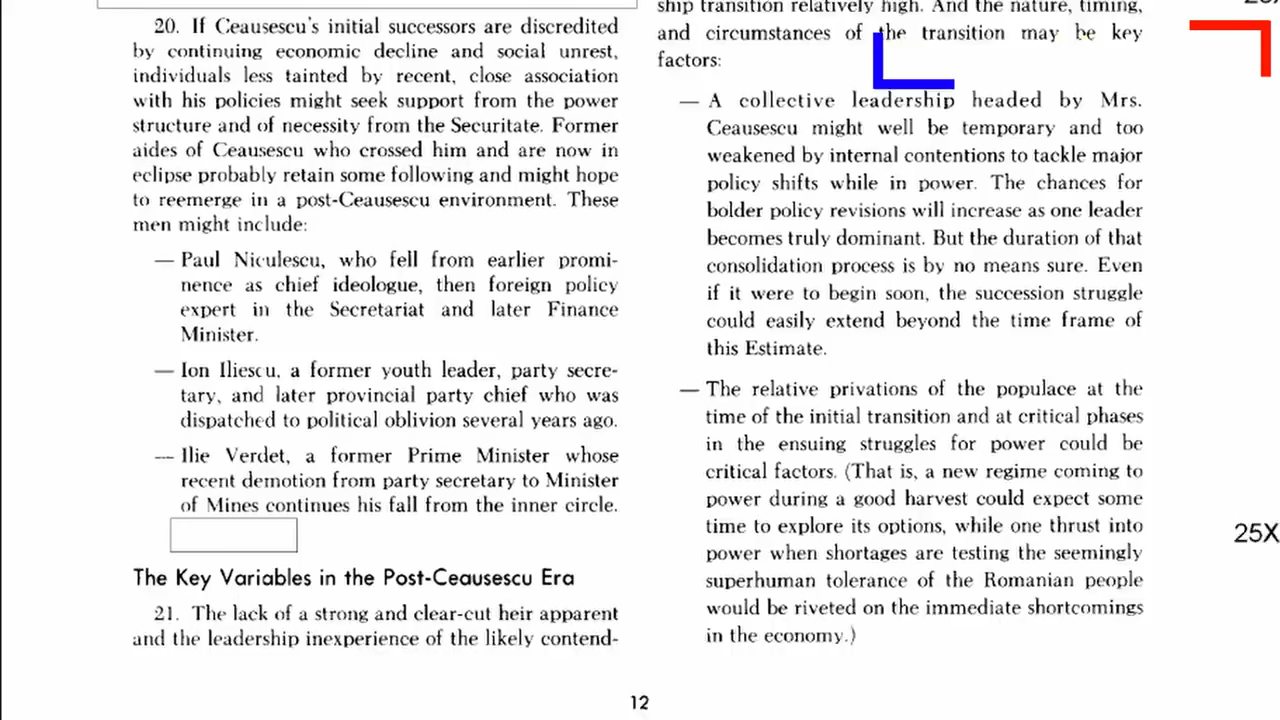 20. If Ceausescu's initial successors are discredited
by continuing economic decline and social unrest,
individuals less tainted by recent, close association
with his policies might seek support from the power
structure and of necessity from the Securitate. Former
aides of Ceausescu who crossed him and are now in
eclipse probably retain some following and might hope
to reemerge in a post-Ceausescu environment. These
men might include:
— Paul Niculescu, who fell from earlier promi-
nence as chief ideologue, then foreign policy
expert in the Secretariat and later Finance
Minister.
— Ion Iliescu, a former youth leader, party secre-
tary, and later provincial party chief who was
dispatched to political oblivion several years ago.
— Ilie Verdet, a former Prime Minister whose
recent demotion from party secretary to Minister
of Mines continues his fall from the inner circle.
The Key Variables in the Post-Ceausescu Era
21. The lack of a strong and clear-cut heir apparent
and the leadership inexperience of the likely contend-
ship transition relatively high. And the nature, timing,
and circumstances of the transition may be key
factors:
— A collective leadership headed by Mrs.
Ceausescu might well be temporary and too
weakened by internal contentions to tackle major
policy shifts while in power. The chances for
bolder policy revisions will increase as one leader
becomes truly dominant. But the duration of that
consolidation process is by no means sure. Even
if it were to begin soon, the succession struggle
could easily extend beyond the time frame of
this Estimate.
— The relative privations of the populace at the
time of the initial transition and at critical phases
in the ensuing struggles for power could be
critical factors. (That is, a new regime coming to
power during a good harvest could expect some
time to explore its options, while one thrust into
power when shortages are testing the seemingly
superhuman tolerance of the Romanian people
would be riveted on the immediate shortcomings
in the economy.)
25X
12